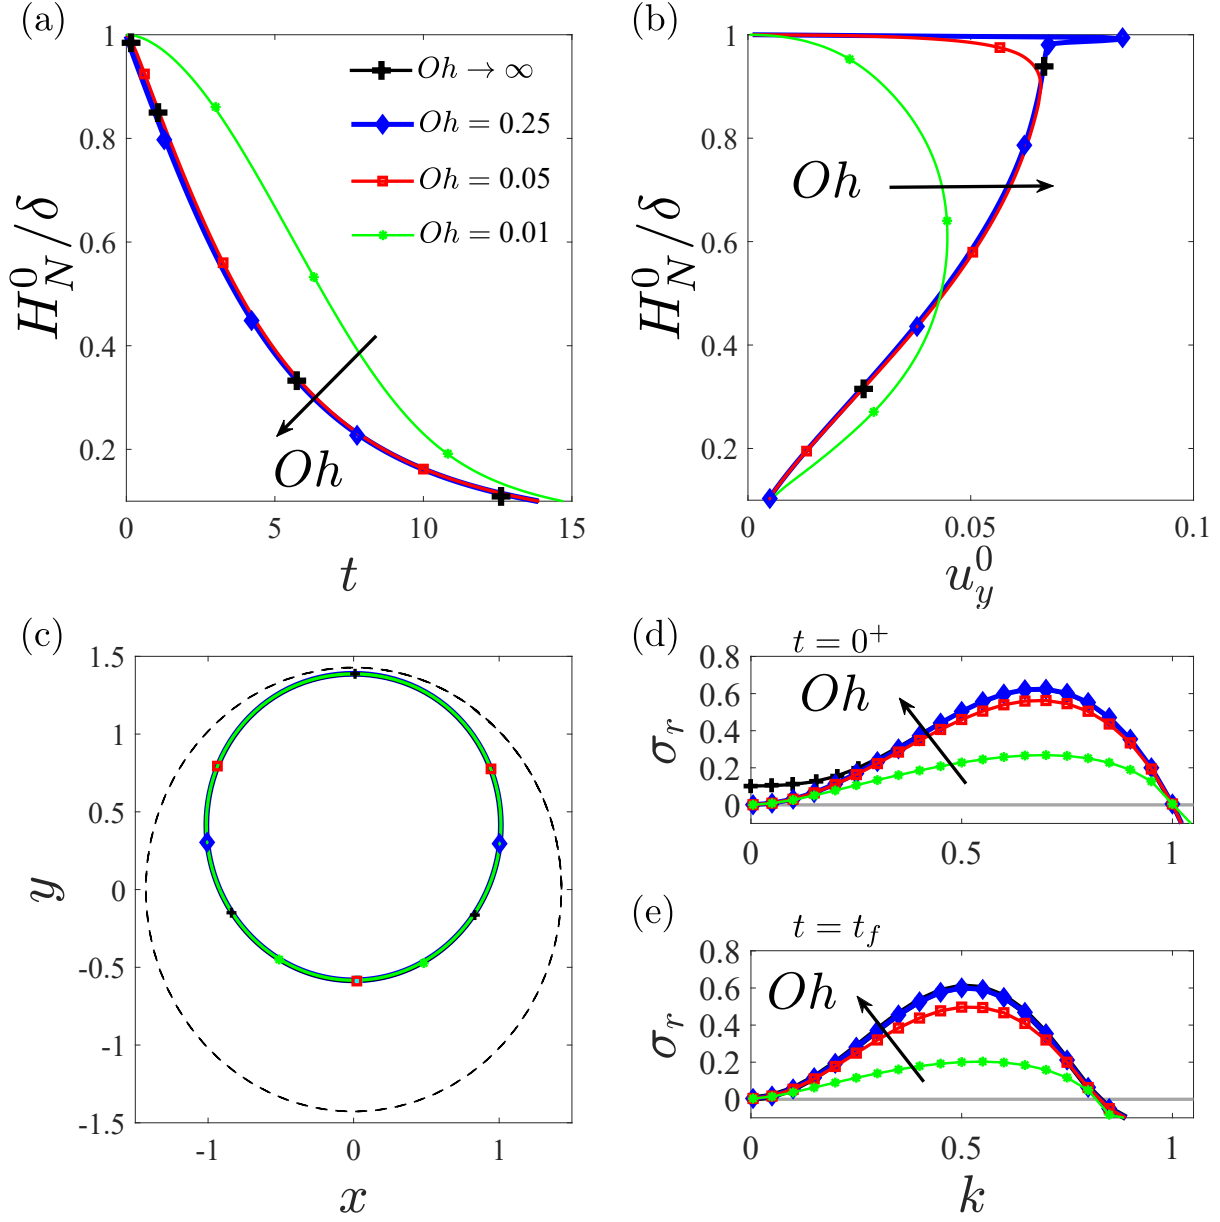 (a)
H_N^0/δ
1
0.8
0.6
0.4
0.2
0
5
10
15
t
Oh → ∞
Oh = 0.25
Oh = 0.05
Oh = 0.01
Oh
(b)
H_N^0/δ
1
0.8
0.6
0.4
0.2
0
0.05
0.1
u_y^0
Oh
(c)
y
1.5
1
0.5
0
-0.5
-1
-1.5
-1
0
1
x
(d)
t = 0^+
σ_r
0.8
0.6
0.4
0.2
0
0
0.5
1
Oh
(e)
t = t_f
σ_r
0.8
0.6
0.4
0.2
0
0
0.5
1
k
Oh